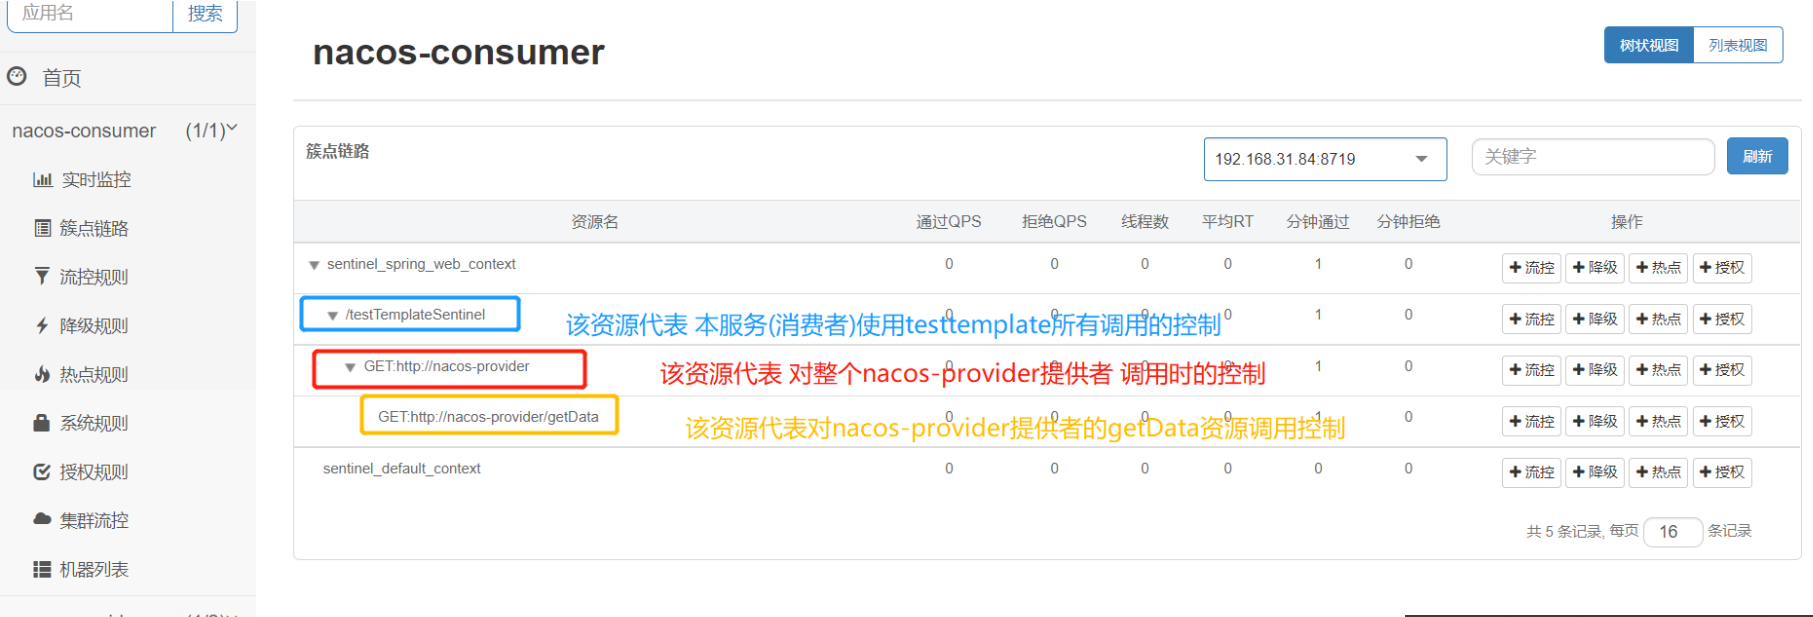 应用名 搜索
首页
nacos-consumer (1/1)
实时监控
簇点链路
流控规则
降级规则
热点规则
系统规则
授权规则
集群流控
机器列表
nacos-consumer
树状视图 列表视图
簇点链路 192.168.31.84:8719 关键字 刷新
资源名 通过QPS 拒绝QPS 线程数 平均RT 分钟通过 分钟拒绝 操作
sentinel_spring_web_context 0 0 0 0 1 0 +流控 +降级 +热点 +授权
/testTemplateSentinel 该资源代表 本服务(消费者)使用testtemplate所有调用的控制 0 0 0 0 1 0 +流控 +降级 +热点 +授权
GET:http://nacos-provider 该资源代表 对整个nacos-provider提供者 调用时的控制 0 0 0 0 1 0 +流控 +降级 +热点 +授权
GET:http://nacos-provider/getData 该资源代表对nacos-provider提供者的getData资源调用控制 0 0 0 0 1 0 +流控 +降级 +热点 +授权
sentinel_default_context 0 0 0 0 0 0 +流控 +降级 +热点 +授权
共 5 条记录, 每页 16 条记录